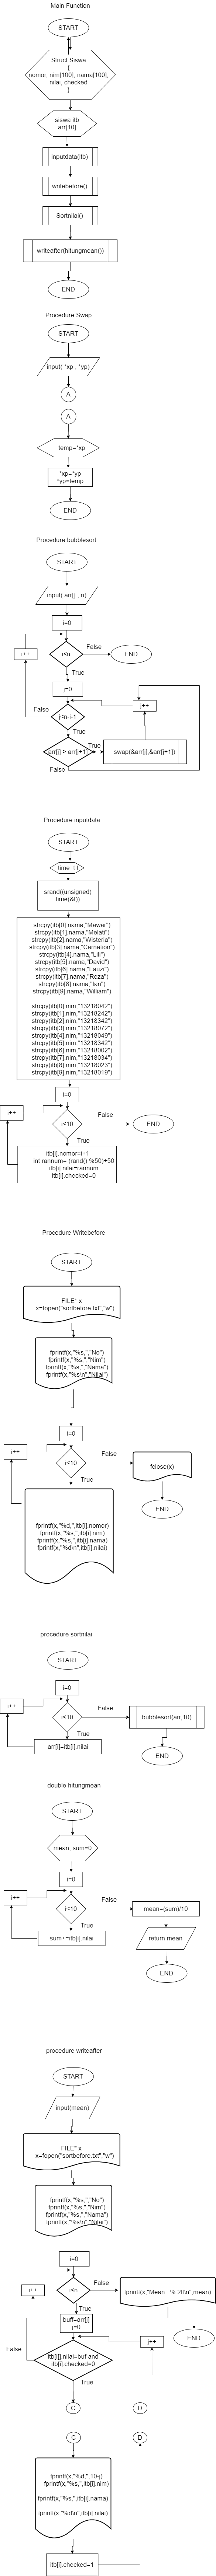 Main Function
START
Struct Siswa
{
nomor, nim[100], nama[100],
nilai, checked
}
siswa itb
arr[10]
inputdata(itb)
writebefore()
Sortnilai()
writeafter(hitungmean())
END
Procedure Swap
START
input( *xp , *yp)
A
A
temp=*xp
*xp=*yp
*yp=temp
END
Procedure bubblesort
START
input( arr[] , n)
i=0
i++
i<n
False
END
True
j=0
j++
False
j<n-i-1
True
arr[j] > arr[j+1]
True
swap(&arr[j],&arr[j+1])
False
Procedure inputdata
START
time_t t
srand((unsigned)
time(&t))
strcpy(itb[0].nama,"Mawar")
strcpy(itb[1].nama,"Melati")
strcpy(itb[2].nama,"Wisteria")
strcpy(itb[3].nama,"Carnation")
strcpy(itb[4].nama,"Lili")
strcpy(itb[5].nama,"David")
strcpy(itb[6].nama,"Fauzi")
strcpy(itb[7].nama,"Reza")
strcpy(itb[8].nama,"Ian")
strcpy(itb[9].nama,"William")
strcpy(itb[0].nim,"13218042")
strcpy(itb[1].nim,"13218242")
strcpy(itb[2].nim,"13218342")
strcpy(itb[3].nim,"13218072")
strcpy(itb[4].nim,"13218049")
strcpy(itb[5].nim,"13218342")
strcpy(itb[6].nim,"13218002")
strcpy(itb[7].nim,"13218034")
strcpy(itb[8].nim,"13218023")
strcpy(itb[9].nim,"13218019")
i=0
i++
i<10
False
END
True
itb[i].nomor=i+1
int rannum= (rand() %50)+50
itb[i].nilai=rannum
itb[i].checked=0
Procedure Writebefore
START
FILE* x
x=fopen("sortbefore.txt","w")
fprintf(x,"%s,","No")
fprintf(x,"%s,","Nim")
fprintf(x,"%s,","Nama")
fprintf(x,"%s\n","Nilai")
i=0
i++
i<10
False
fclose(x)
True
END
fprintf(x,"%d,",itb[i].nomor)
fprintf(x,"%s,",itb[i].nim)
fprintf(x,"%s,",itb[i].nama)
fprintf(x,"%d\n",itb[i].nilai)
procedure sortnilai
START
i=0
i++
i<10
False
bubblesort(arr,10)
True
arr[i]=itb[i].nilai
END
double hitungmean
START
mean, sum=0
i=0
i++
i<10
False
mean=(sum)/10
True
sum+=itb[i].nilai
return mean
END
procedure writeafter
START
input(mean)
FILE* x
x=fopen("sortbefore.txt","w")
fprintf(x,"%s,","No")
fprintf(x,"%s,","Nim")
fprintf(x,"%s,","Nama")
fprintf(x,"%s\n","Nilai")
i=0
i++
i<n
False
fprintf(x,"Mean : %.2lf\n",mean)
True
END
buff=arr[j]
j=0
j++
False
itb[i]].nilai=buf and
itb[i].checked=0
True
C
D
C
D
fprintf(x,"%d,",10-j)
fprintf(x,"%s,",itb[i].nim)
fprintf(x,"%s,",itb[i].nama)
fprintf(x,"%d\n",itb[i].nilai)
itb[i].checked=1